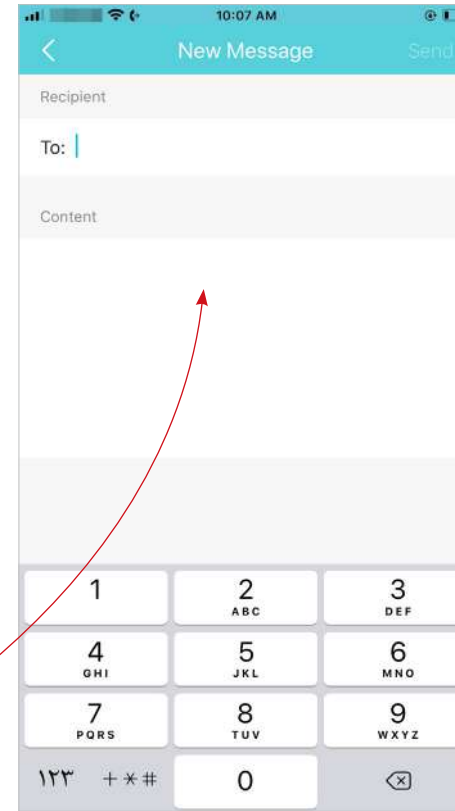 10:07 AM
New Message Send
Recipient
To:
Content
1 2 3
ABC DEF
4 5 6
GHI JKL MNO
7 8 9
PQRS TUV WXYZ
۱۲۳ + * # 0